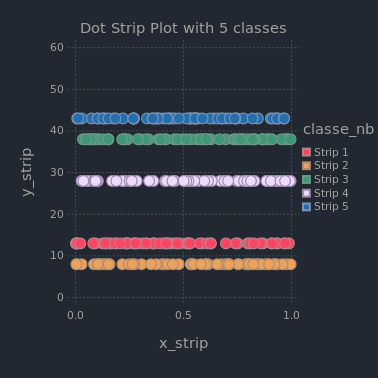 Dot Strip Plot with 5 classes
60
50
40
30
20
10
0
y_strip
0.0
0.5
1.0
x_strip
classe_nb
Strip 1
Strip 2
Strip 3
Strip 4
Strip 5